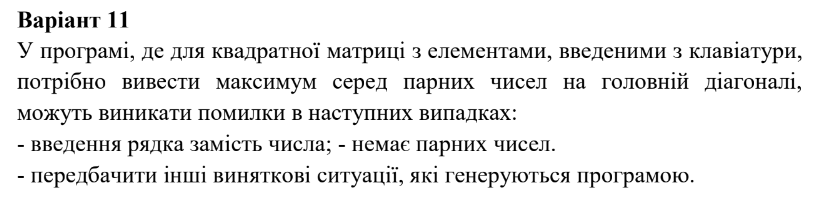 Варіант 11
У програмі, де для квадратної матриці з елементами, введеними з клавіатури,
потрібно вивести максимум серед парних чисел на головній діагоналі,
можуть виникати помилки в наступних випадках:
- введення рядка замість числа; - немає парних чисел.
- передбачити інші виняткові ситуації, які генеруються програмою.